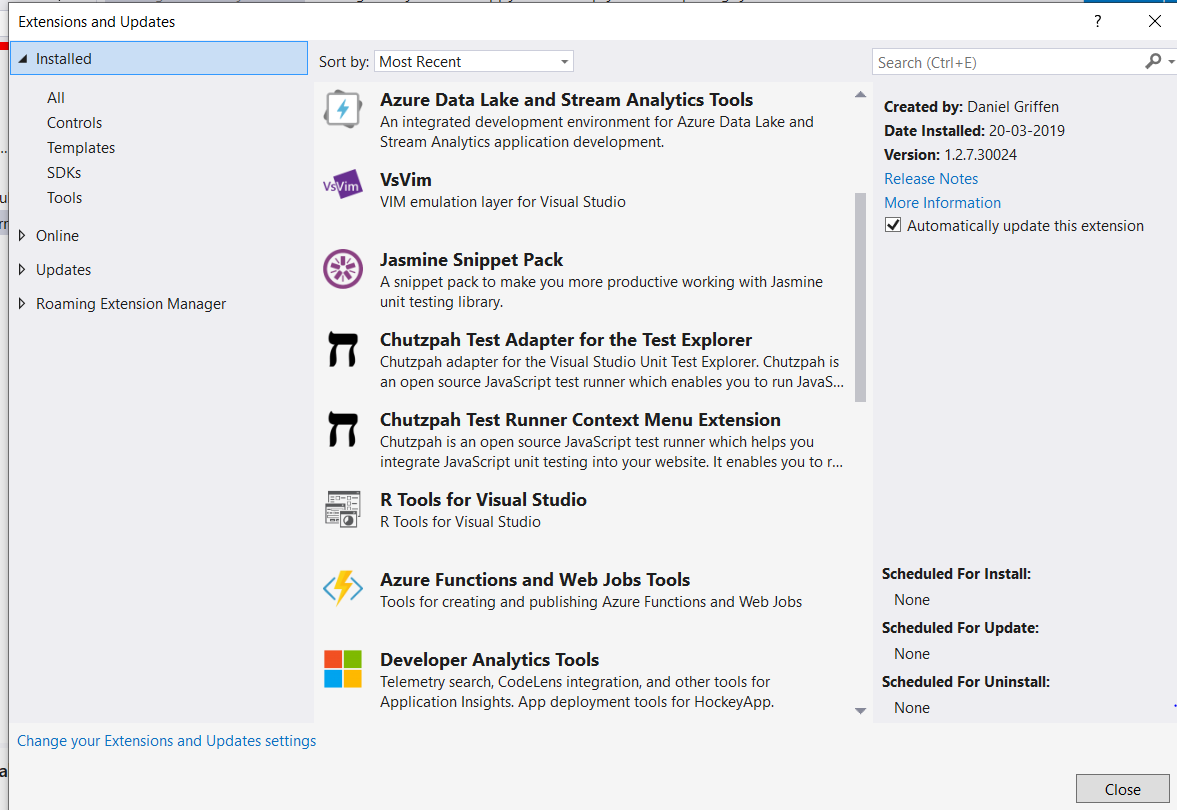 Extensions and Updates
?
Installed
All
Controls
Templates
SDKs
Tools
Online
Updates
Roaming Extension Manager
Sort by: Most Recent
Azure Data Lake and Stream Analytics Tools
An integrated development environment for Azure Data Lake and
Stream Analytics application development.
VsVim
VsVim
VIM emulation layer for Visual Studio
Jasmine Snippet Pack
A snippet pack to make you more productive working with Jasmine
unit testing library.
ח
Chutzpah Test Adapter for the Test Explorer
Chutzpah adapter for the Visual Studio Unit Test Explorer. Chutzpah is
an open source JavaScript test runner which enables you to run JavaS...
ח
Chutzpah Test Runner Context Menu Extension
Chutzpah is an open source JavaScript test runner which helps you
integrate JavaScript unit testing into your website. It enables you to r...
R Tools for Visual Studio
R Tools for Visual Studio
Azure Functions and Web Jobs Tools
Tools for creating and publishing Azure Functions and Web Jobs
Developer Analytics Tools
Telemetry search, CodeLens integration, and other tools for
Application Insights. App deployment tools for HockeyApp.
Search (Ctrl+E)
Created by: Daniel Griffen
Date Installed: 20-03-2019
Version: 1.2.7.30024
Release Notes
More Information
Automatically update this extension
Scheduled For Install:
None
Scheduled For Update:
None
Scheduled For Uninstall:
None
Change your Extensions and Updates settings
Close